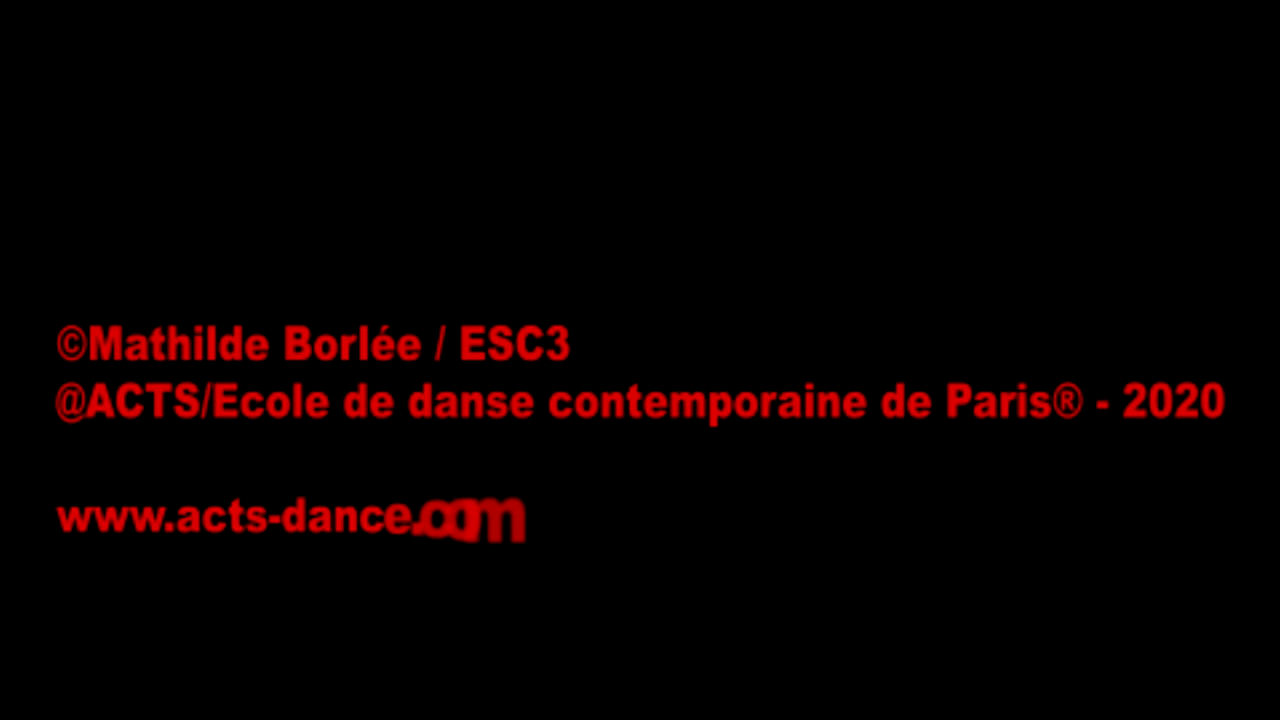 ©Mathilde Borlée / ESC3
@ACTS/Ecole de danse contemporaine de Paris® - 2020
www.acts-dance.com